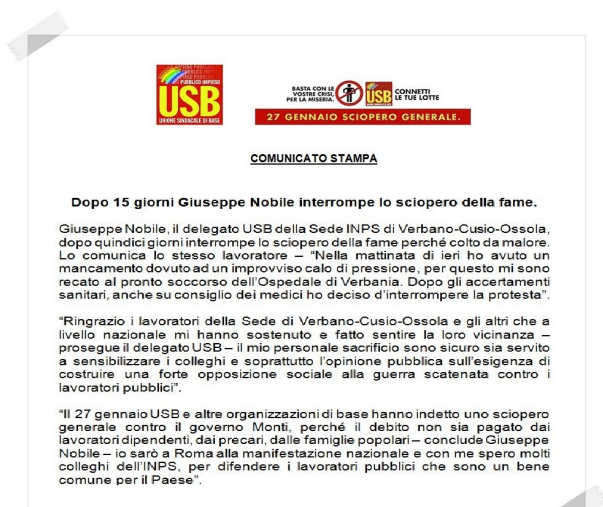 PUBBLICO IMPIEGO
USB
UNIONE SINDACALE DI BASE
BASTA CON LE
VOSTRE CRISI,
PER LA MISERIA.
USB
CONNETTI
LE TUE LOTTE
27 GENNAIO SCIOPERO GENERALE.
COMUNICATO STAMPA
Dopo 15 giorni Giuseppe Nobile interrompe lo sciopero della fame.
Giuseppe Nobile, il delegato USB della Sede INPS di Verbano-Cusio-Ossola,
dopo quindici giorni interrompe lo sciopero della fame perché colto da malore.
Lo comunica lo stesso lavoratore – “Nella mattinata di ieri ho avuto un
mancamento dovuto ad un improvviso calo di pressione, per questo mi sono
recato al pronto soccorso dell’Ospedale di Verbania. Dopo gli accertamenti
sanitari, anche su consiglio dei medici ho deciso d’interrompere la protesta”.
“Ringrazio i lavoratori della Sede di Verbano-Cusio-Ossola e gli altri che a
livello nazionale mi hanno sostenuto e fatto sentire la loro vicinanza –
prosegue il delegato USB – il mio personale sacrificio sono sicuro sia servito
a sensibilizzare i colleghi e soprattutto l’opinione pubblica sull’esigenza di
costruire una forte opposizione sociale alla guerra scatenata contro i
lavoratori pubblici”.
“Il 27 gennaio USB e altre organizzazioni di base hanno indetto uno sciopero
generale contro il governo Monti, perché il debito non sia pagato dai
lavoratori dipendenti, dai precari, dalle famiglie popolari – conclude Giuseppe
Nobile – io sarò a Roma alla manifestazione nazionale e con me spero molti
colleghi dell’INPS, per difendere i lavoratori pubblici che sono un bene
comune per il Paese”.